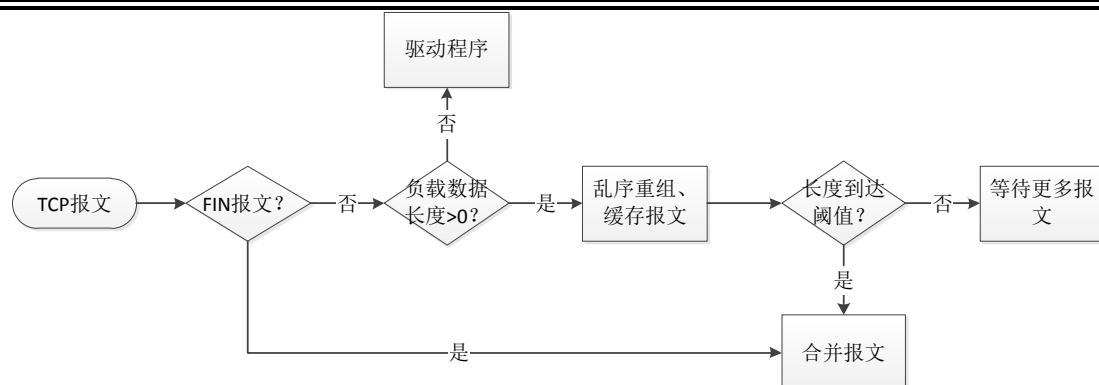 驱动程序
否
TCP报文
FIN报文?
否
负载数据
长度>0?
是
乱序重组、
缓存报文
长度到达
阈值?
否
等待更多报
文
是
是
合并报文